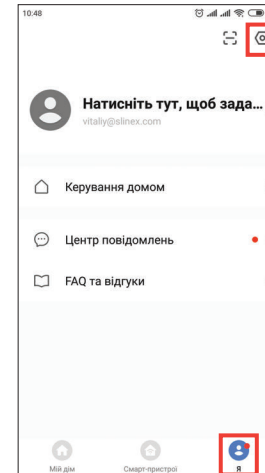 10:48
Натисніть тут, щоб зада...
vitaliy@slinex.com
Керування домом
Центр повідомлень
FAQ та відгуки
Мій дім
Смарт-пристрої
Я